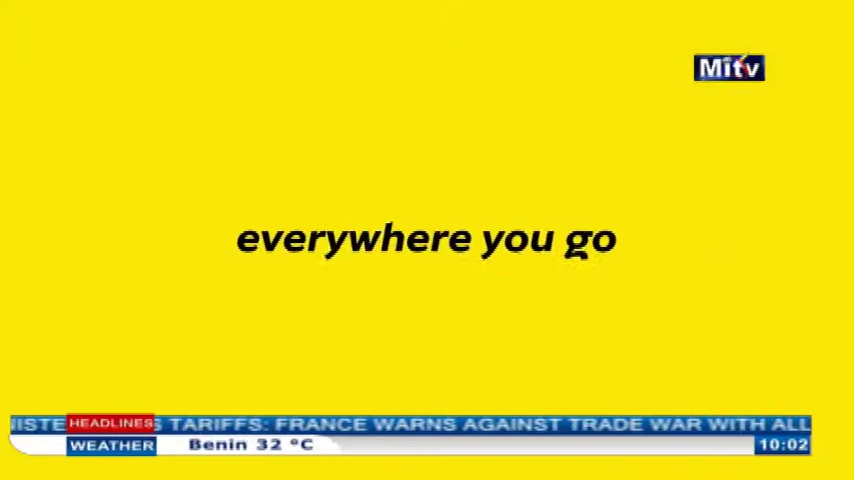 Mitv
everywhere you go
HEADLINES TARIFFS: FRANCE WARNS AGAINST TRADE WAR WITH ALL
WEATHER Benin 32 °C 10:02